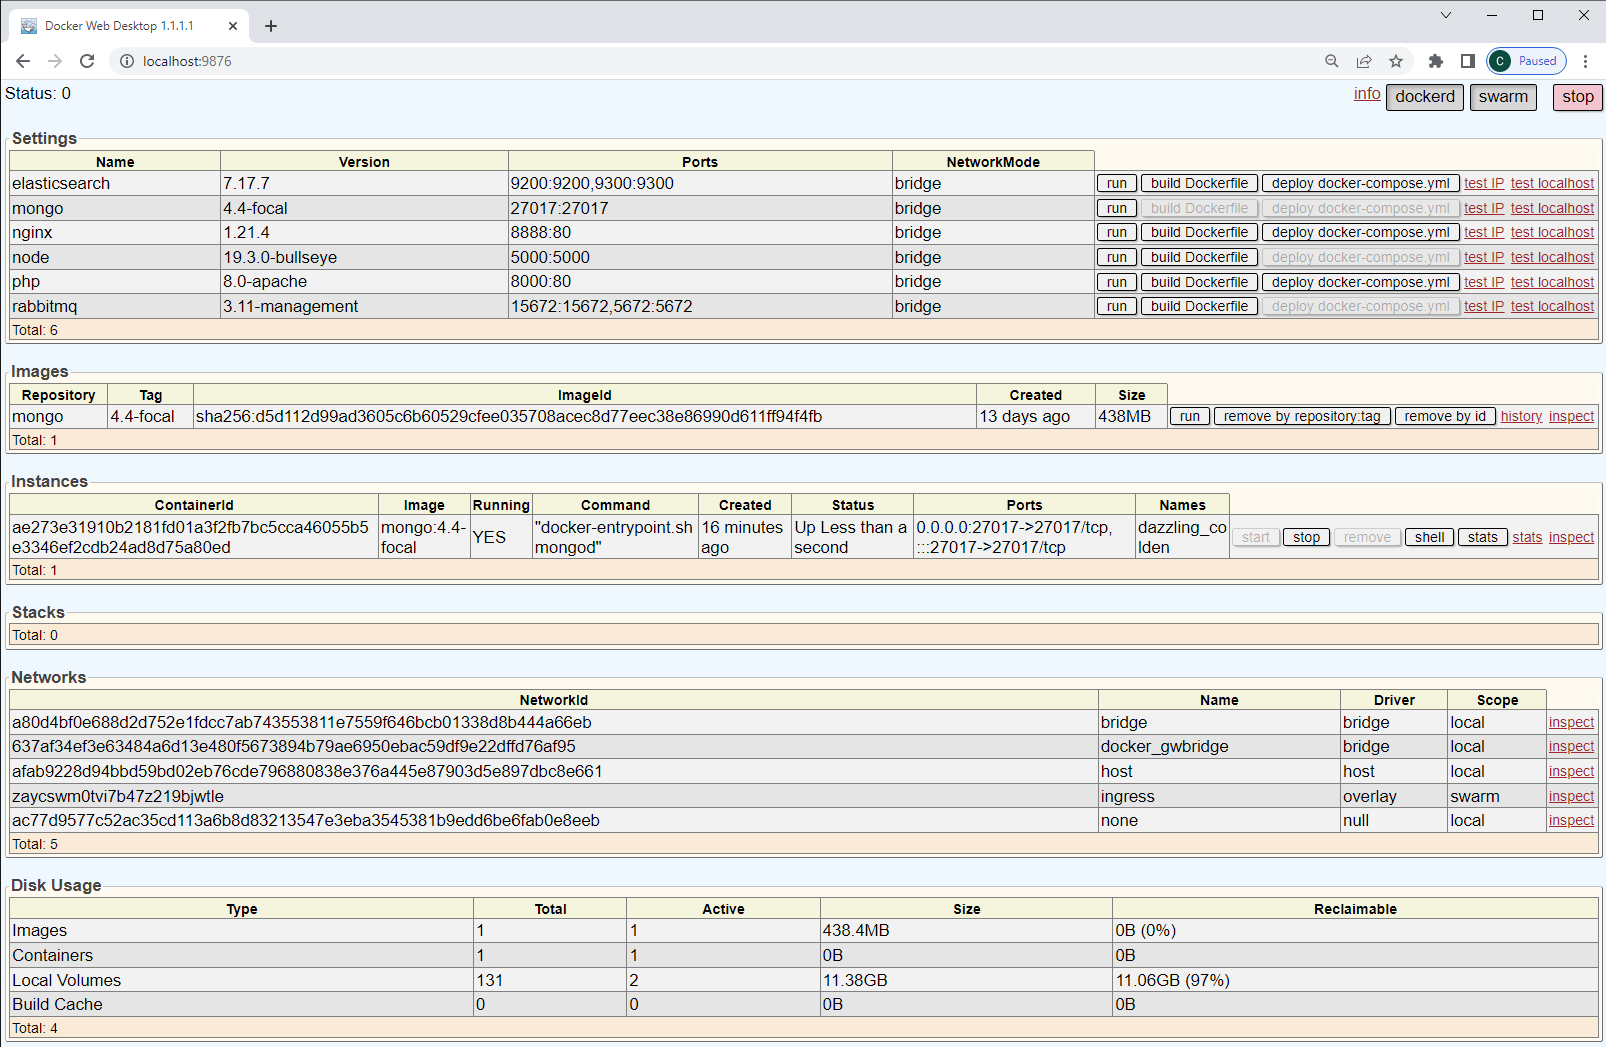 Docker Web Desktop 1.1.1.1
localhost:9876
C Paused
Status: 0 info dockerd swarm stop
Settings
Name Version Ports NetworkMode
elasticsearch 7.17.7 9200:9200,9300:9300 bridge run build Dockerfile deploy docker-compose.yml test IP test localhost
mongo 4.4-focal 27017:27017 bridge run build Dockerfile deploy docker-compose.yml test IP test localhost
nginx 1.21.4 8888:80 bridge run build Dockerfile deploy docker-compose.yml test IP test localhost
node 19.3.0-bullseye 5000:5000 bridge run build Dockerfile deploy docker-compose.yml test IP test localhost
php 8.0-apache 8000:80 bridge run build Dockerfile deploy docker-compose.yml test IP test localhost
rabbitmq 3.11-management 15672:15672,5672:5672 bridge run build Dockerfile deploy docker-compose.yml test IP test localhost
Total: 6
Images
Repository Tag ImageId Created Size
mongo 4.4-focal sha256:d5d112d99ad3605c6b60529cfee035708acec8d77eec38e86990d611ff94f4fb 13 days ago 438MB run remove by repository:tag remove by id history inspect
Total: 1
Instances
ContainerId Image Running Command Created Status Ports Names
ae273e31910b2181fd01a3f2fb7bc5cca46055b5 mongo:4.4- YES "docker-entrypoint.sh 16 minutes Up Less than a 0.0.0.0:27017->27017/tcp, dazzling_co start stop remove shell stats stats inspect
e3346ef2cdb24ad8d75a80ed focal mongod" ago second :::27017->27017/tcp lden
Total: 1
Stacks
Total: 0
Networks
NetworkId Name Driver Scope
a80d4bf0e688d2d752e1fdcc7ab743553811e7559f646bcb01338d8b444a66eb bridge bridge local inspect
637af34ef3e63484a6d13e480f5673894b79ae6950ebac59df9e22dffd76af95 docker_gwbridge bridge local inspect
afab9228d94bbd59bd02eb76cde796880838e376a445e87903d5e897dbc8e661 host host local inspect
zaycswm0tvi7b47z219bjwtle ingress overlay swarm inspect
ac77d9577c52ac35cd113a6b8d83213547e3eba3545381b9edd6be6fab0e8eeb none null local inspect
Total: 5
Disk Usage
Type Total Active Size Reclaimable
Images 1 1 438.4MB 0B (0%)
Containers 1 1 0B 0B
Local Volumes 131 2 11.38GB 11.06GB (97%)
Build Cache 0 0 0B 0B
Total: 4